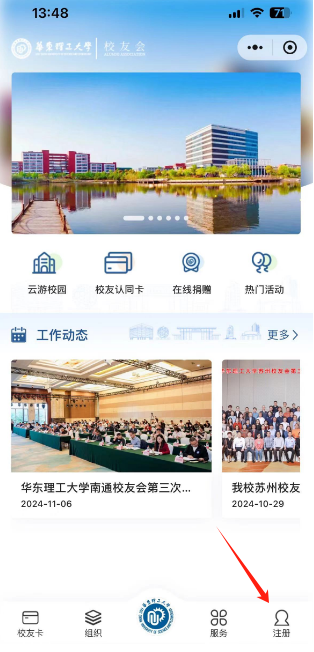 13:48
71
华东理工大学 校友会
云游校园
校友认同卡
在线捐赠
热门活动
工作动态
更多
华东理工大学南通校友会第三次...
2024-11-06
我校苏州校友
2024-10-29
校友卡
组织
服务
注册